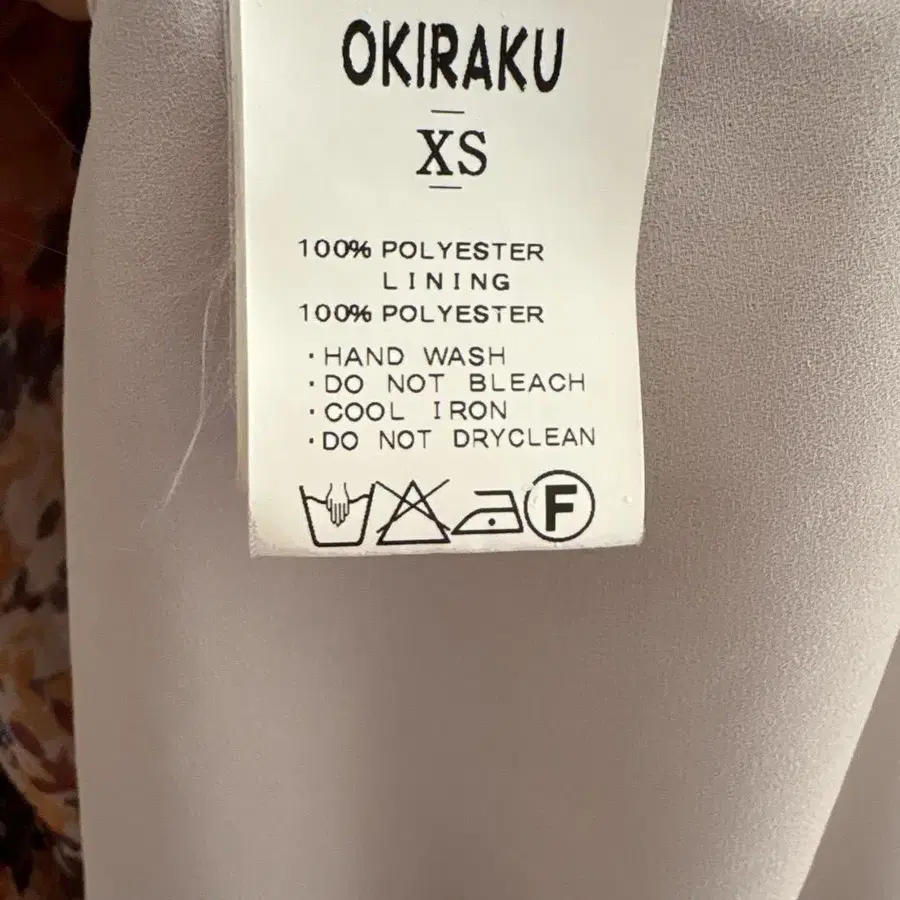 OKIRAKU
XS
100% POLYESTER
LINING
100% POLYESTER
· HAND WASH
· DO NOT BLEACH
· COOL IRON
· DO NOT DRYCLEAN
F